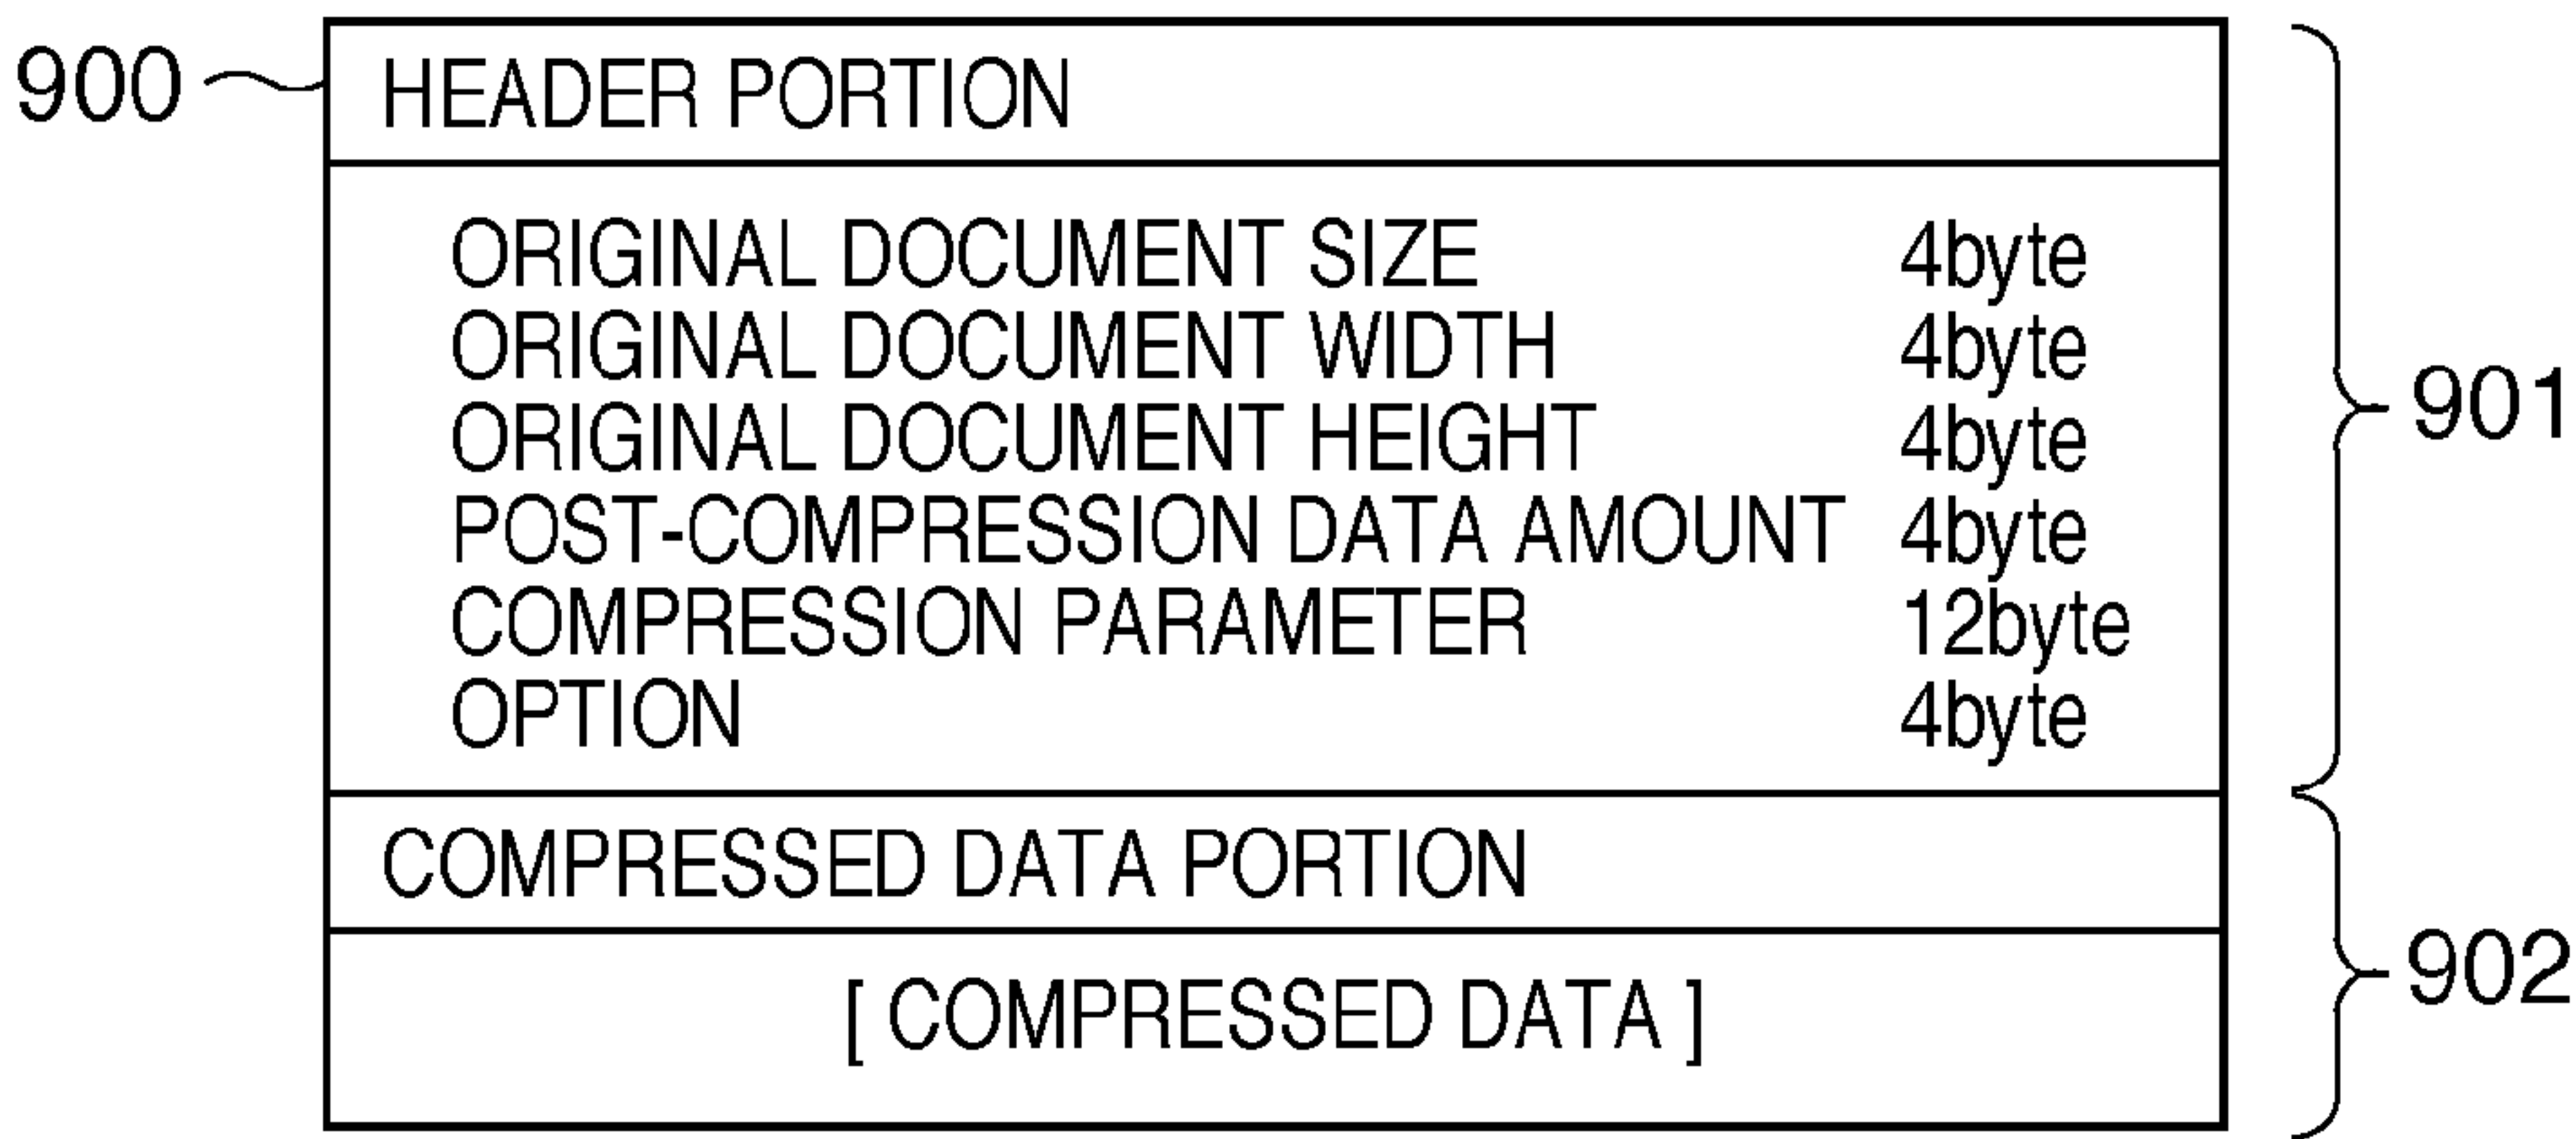 900 HEADER PORTION
ORIGINAL DOCUMENT SIZE 4byte
ORIGINAL DOCUMENT WIDTH 4byte
ORIGINAL DOCUMENT HEIGHT 4byte
901
POST-COMPRESSION DATA AMOUNT 4byte
COMPRESSION PARAMETER 12byte
OPTION 4byte
COMPRESSED DATA PORTION
902
[ COMPRESSED DATA ]